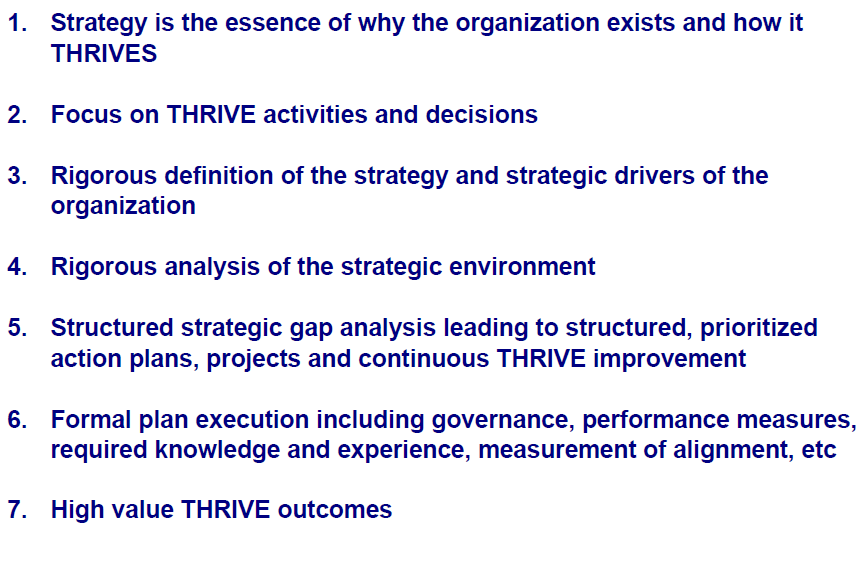 1. Strategy is the essence of why the organization exists and how it
THRIVES
2. Focus on THRIVE activities and decisions
3. Rigorous definition of the strategy and strategic drivers of the
organization
4. Rigorous analysis of the strategic environment
5. Structured strategic gap analysis leading to structured, prioritized
action plans, projects and continuous THRIVE improvement
6. Formal plan execution including governance, performance measures,
required knowledge and experience, measurement of alignment, etc
7. High value THRIVE outcomes